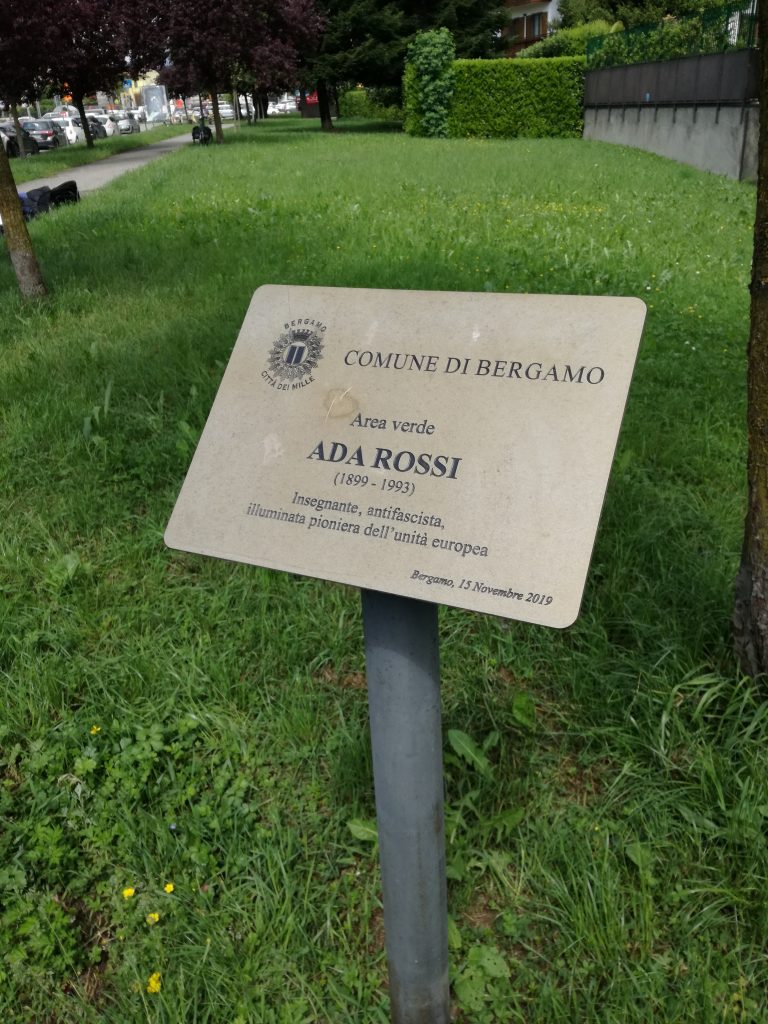 BERGAMO
CITTÀ DEI MILLE
COMUNE DI BERGAMO
Area verde
ADA ROSSI
(1899 - 1993)
Insegnante, antifascista,
illuminata pioniera dell'unità europea
Bergamo, 15 Novembre 2019